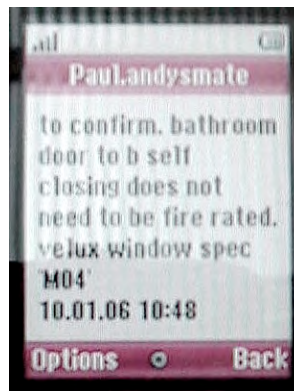 Paul.andysmate
to confirm. bathroom
door to b self
closing does not
need to be fire rated.
velux window spec
'M04'
10.01.06 10:48
Options Back